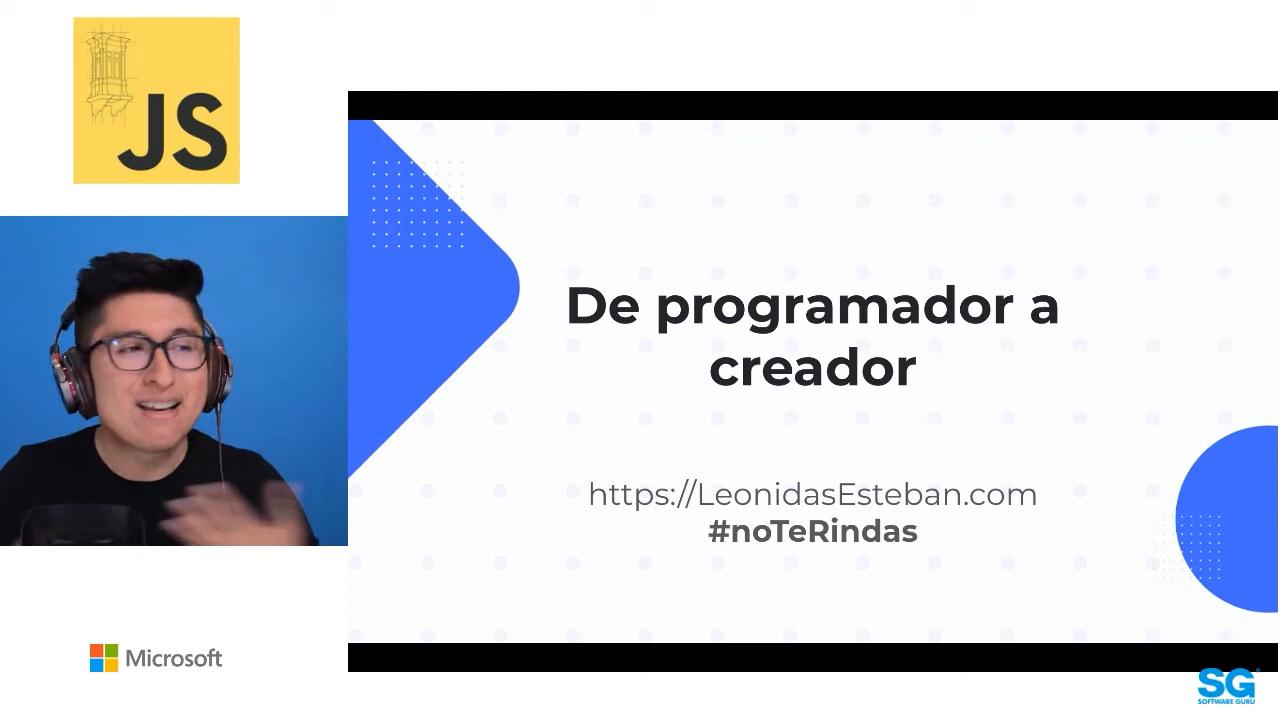 JS
De programador a
creador
https://LeonidasEsteban.com
#noTeRindas
Microsoft
SG
SOFTWARE GURU